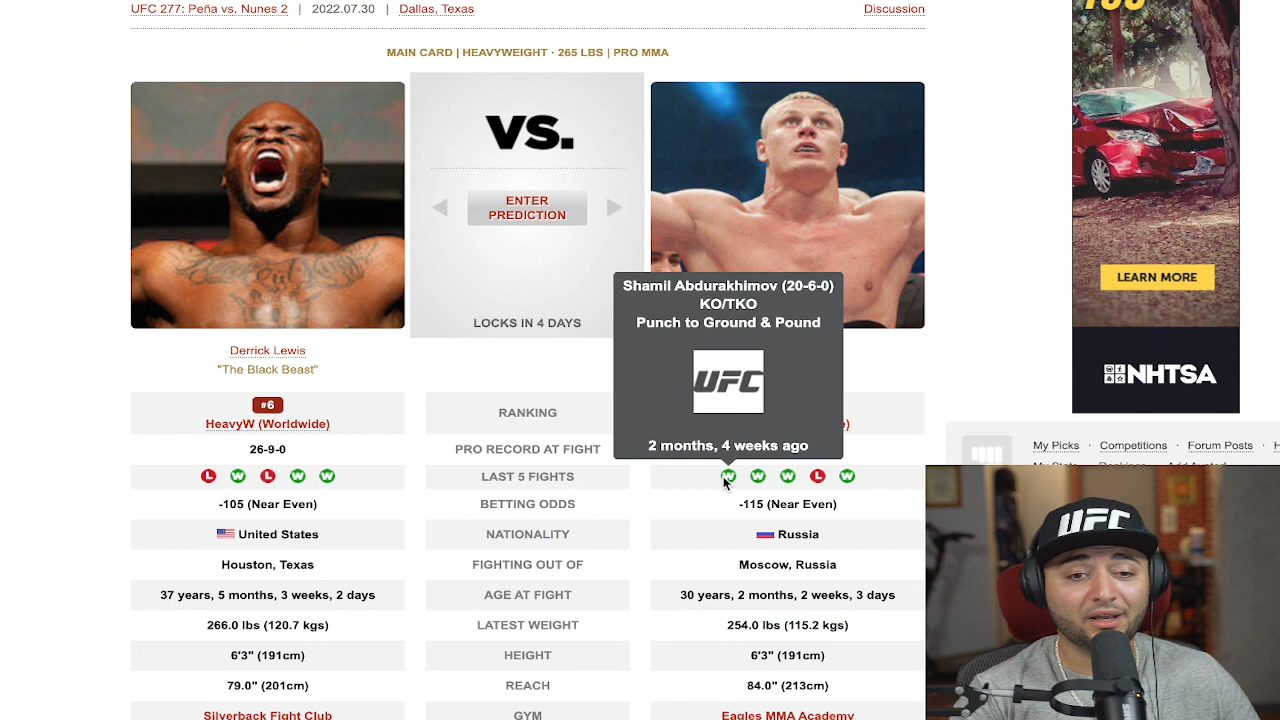 UFC 277: Peña vs. Nunes 2 | 2022.07.30 | Dallas, Texas
Discussion
MAIN CARD | HEAVYWEIGHT · 265 LBS | PRO MMA
VS.
ENTER
PREDICTION
LOCKS IN 4 DAYS
Shamil Abdurakhimov (20-6-0)
KO/TKO
Punch to Ground & Pound
UFC
2 months, 4 weeks ago
Derrick Lewis
"The Black Beast"
#6
HeavyW (Worldwide)
RANKING
26-9-0
PRO RECORD AT FIGHT
L W L W W
LAST 5 FIGHTS
W W W L W
-105 (Near Even)
BETTING ODDS
-115 (Near Even)
United States
NATIONALITY
Russia
Houston, Texas
FIGHTING OUT OF
Moscow, Russia
37 years, 5 months, 3 weeks, 2 days
AGE AT FIGHT
30 years, 2 months, 2 weeks, 3 days
266.0 lbs (120.7 kgs)
LATEST WEIGHT
254.0 lbs (115.2 kgs)
6'3" (191cm)
HEIGHT
6'3" (191cm)
79.0" (201cm)
REACH
84.0" (213cm)
Silverback Fight Club
GYM
Eagles MMA Academy
LEARN MORE
NHTSA
My Picks · Competitions · Forum Posts ·
UFC